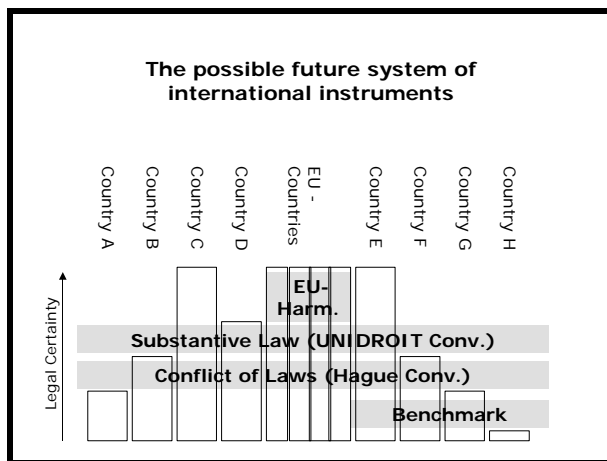 The possible future system of
international instruments
Country A
Country B
Country C
Country D
EU -
Countries
Country E
Country F
Country G
Country H
Legal Certainty
EU-
Harm.
Substantive Law (UNIDROIT Conv.)
Conflict of Laws (Hague Conv.)
Benchmark